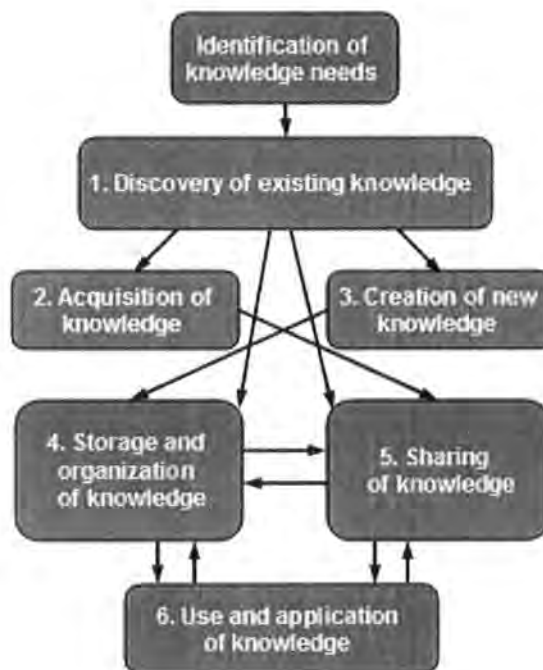 Identification of
knowledge needs
1. Discovery of existing knowledge
2. Acquisition of
knowledge
3. Creation of new
knowledge
4. Storage and
organization
of knowledge
5. Sharing
of knowledge
6. Use and application
of knowledge